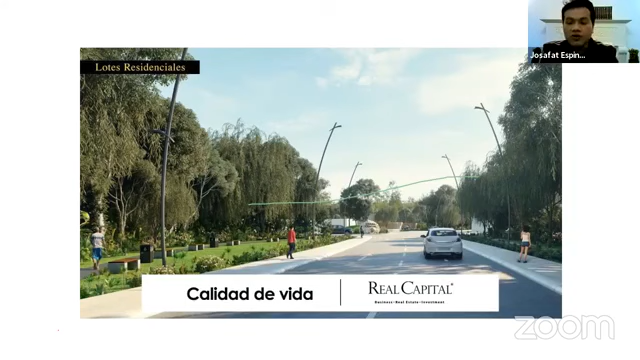 Lotes Residenciales
Josafat Espin...
Calidad de vida
REAL CAPITAL®
Business • Real Estate • Investment
zoom